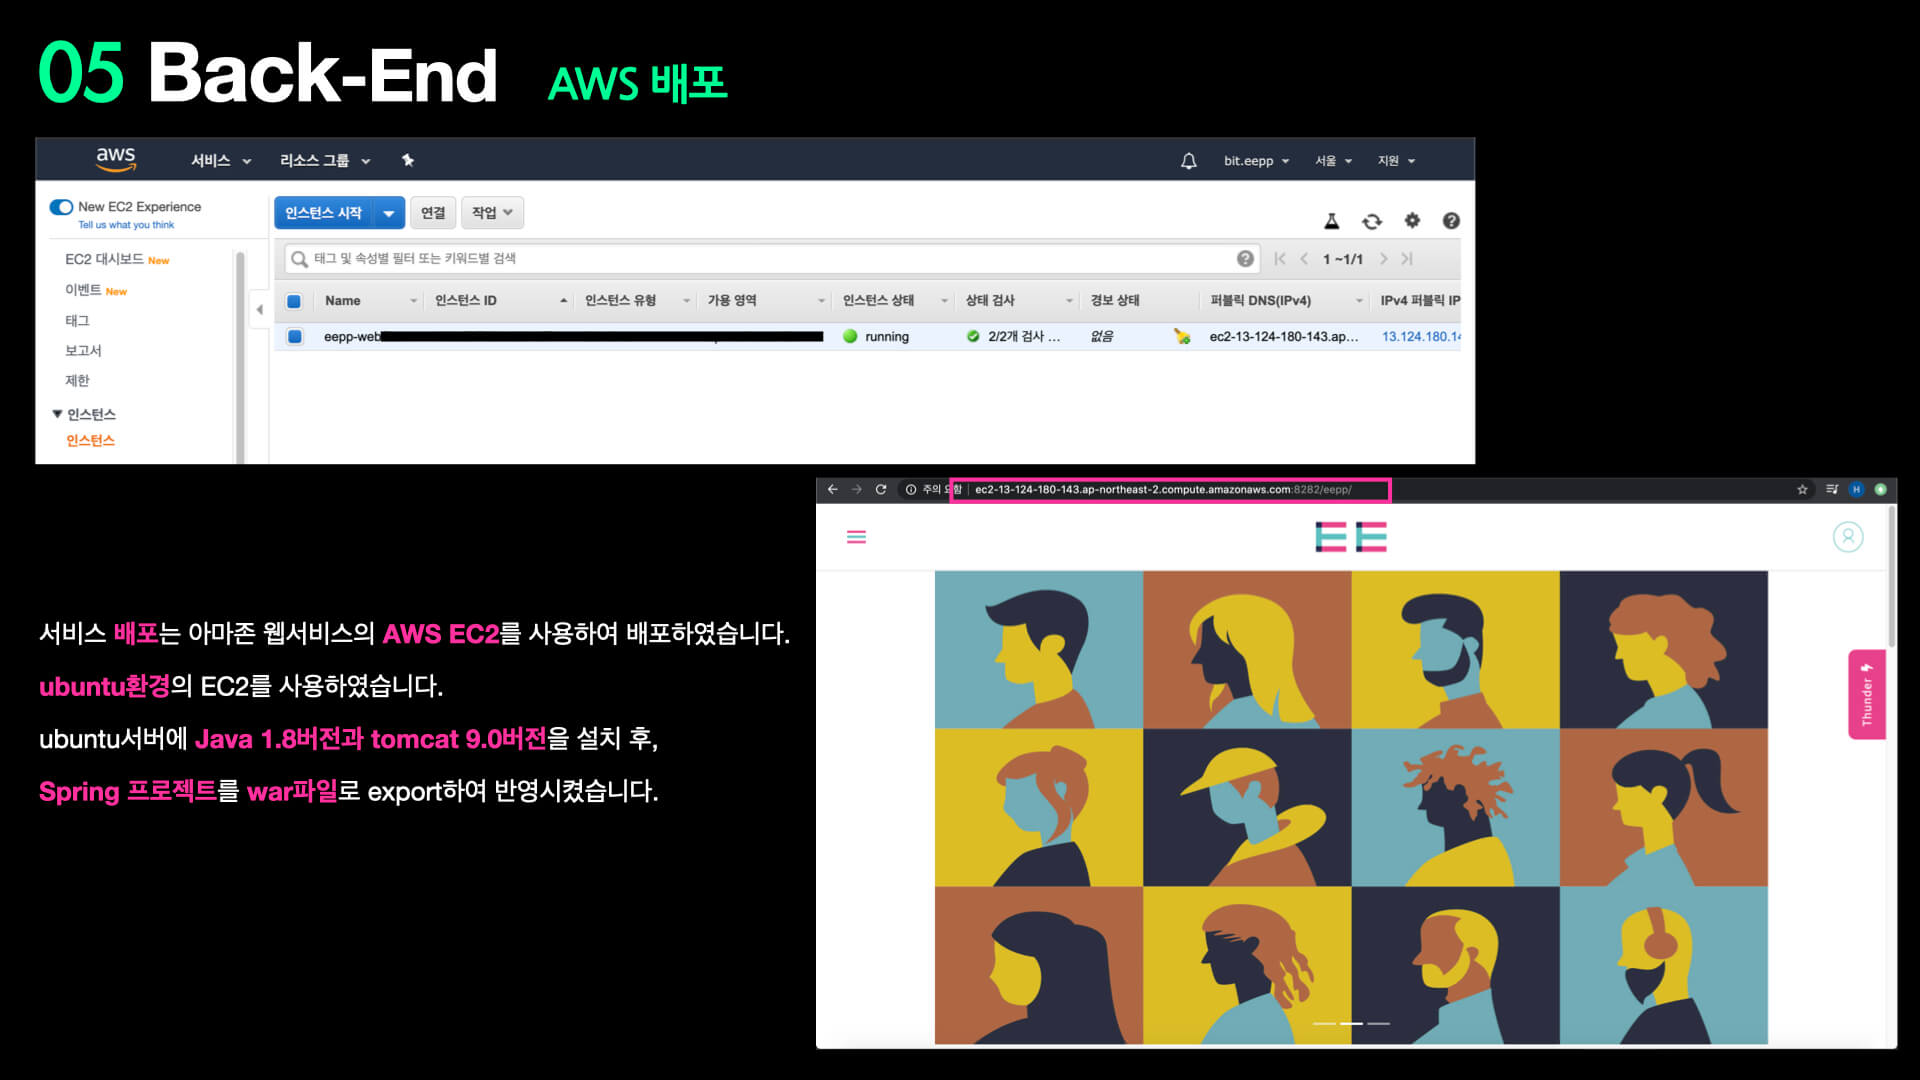 05 Back-End AWS 배포
aws 서비스 리소스 그룹 bit.eepp 서울 지원
New EC2 Experience
Tell us what you think
인스턴스 시작 연결 작업
EC2 대시보드 New
이벤트 New
태그
보고서
제한
인스턴스
인스턴스
태그 및 속성별 필터 또는 키워드별 검색
1 ~1/1
Name 인스턴스 ID 인스턴스 유형 가용 영역 인스턴스 상태 상태 검사 경보 상태 퍼블릭 DNS(IPv4) IPv4 퍼블릭 IP
eepp-web running 2/2개 검사 ... 없음 ec2-13-124-180-143.ap... 13.124.180.14
주의 요함 ec2-13-124-180-143.ap-northeast-2.compute.amazonaws.com:8282/eepp/
H
EE
Thunder
서비스 배포는 아마존 웹서비스의 AWS EC2를 사용하여 배포하였습니다.
ubuntu환경의 EC2를 사용하였습니다.
ubuntu서버에 Java 1.8버전과 tomcat 9.0버전을 설치 후,
Spring 프로젝트를 war파일로 export하여 반영시켰습니다.